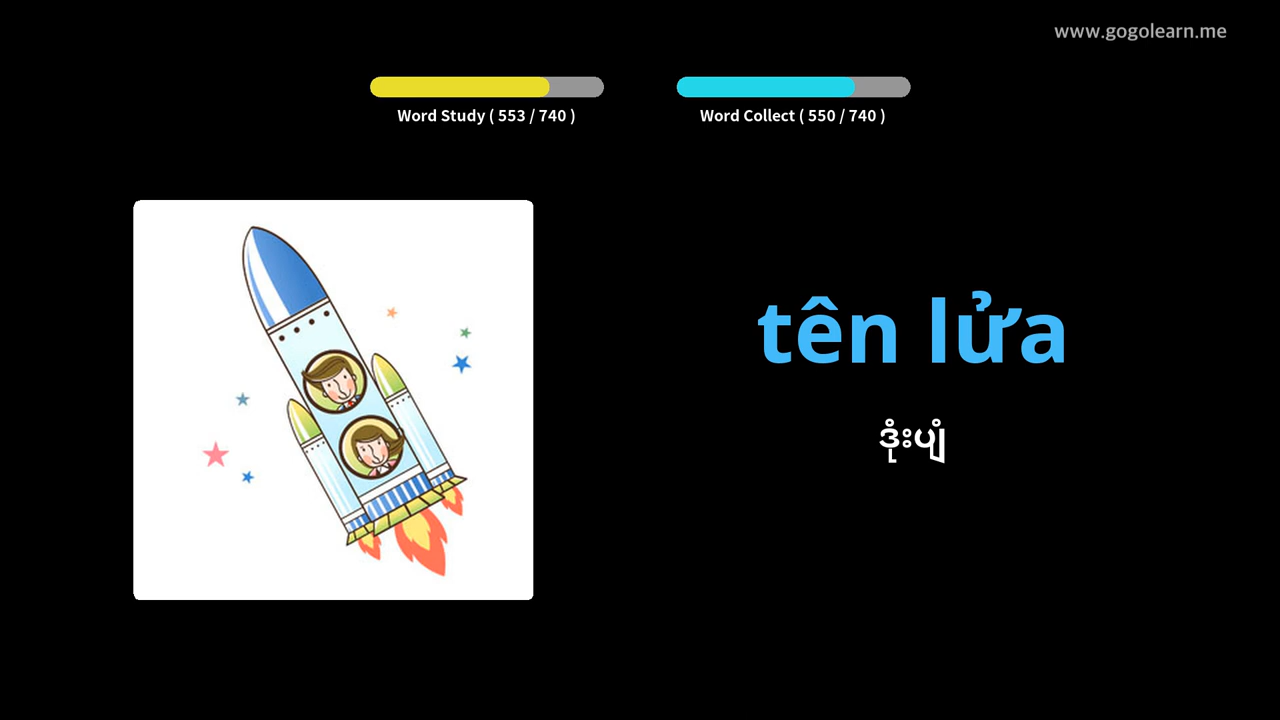 www.gogolearn.me
Word Study ( 553 / 740 )
Word Collect ( 550 / 740 )
tên lửa
ဒုံးပျံ